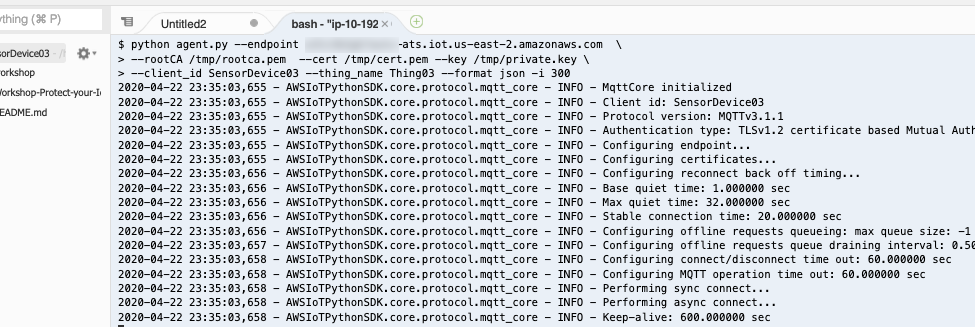 ything (⌘ P)
Untitled2
bash - "ip-10-192
sorDevice03 - /
orkshop
Workshop-Protect-your-I
EADME.md
$ python agent.py --endpoint -ats.iot.us-east-2.amazonaws.com \
> --rootCA /tmp/rootca.pem --cert /tmp/cert.pem --key /tmp/private.key \
> --client_id SensorDevice03 --thing_name Thing03 --format json -i 300
2020-04-22 23:35:03,655 - AWSIoTPythonSDK.core.protocol.mqtt_core - INFO - MqttCore initialized
2020-04-22 23:35:03,655 - AWSIoTPythonSDK.core.protocol.mqtt_core - INFO - Client id: SensorDevice03
2020-04-22 23:35:03,655 - AWSIoTPythonSDK.core.protocol.mqtt_core - INFO - Protocol version: MQTTv3.1.1
2020-04-22 23:35:03,655 - AWSIoTPythonSDK.core.protocol.mqtt_core - INFO - Authentication type: TLSv1.2 certificate based Mutual Auth
2020-04-22 23:35:03,655 - AWSIoTPythonSDK.core.protocol.mqtt_core - INFO - Configuring endpoint...
2020-04-22 23:35:03,655 - AWSIoTPythonSDK.core.protocol.mqtt_core - INFO - Configuring certificates...
2020-04-22 23:35:03,656 - AWSIoTPythonSDK.core.protocol.mqtt_core - INFO - Configuring reconnect back off timing...
2020-04-22 23:35:03,656 - AWSIoTPythonSDK.core.protocol.mqtt_core - INFO - Base quiet time: 1.000000 sec
2020-04-22 23:35:03,656 - AWSIoTPythonSDK.core.protocol.mqtt_core - INFO - Max quiet time: 32.000000 sec
2020-04-22 23:35:03,656 - AWSIoTPythonSDK.core.protocol.mqtt_core - INFO - Stable connection time: 20.000000 sec
2020-04-22 23:35:03,656 - AWSIoTPythonSDK.core.protocol.mqtt_core - INFO - Configuring offline requests queueing: max queue size: -1
2020-04-22 23:35:03,657 - AWSIoTPythonSDK.core.protocol.mqtt_core - INFO - Configuring offline requests queue draining interval: 0.50
2020-04-22 23:35:03,658 - AWSIoTPythonSDK.core.protocol.mqtt_core - INFO - Configuring connect/disconnect time out: 60.000000 sec
2020-04-22 23:35:03,658 - AWSIoTPythonSDK.core.protocol.mqtt_core - INFO - Configuring MQTT operation time out: 60.000000 sec
2020-04-22 23:35:03,658 - AWSIoTPythonSDK.core.protocol.mqtt_core - INFO - Performing sync connect...
2020-04-22 23:35:03,658 - AWSIoTPythonSDK.core.protocol.mqtt_core - INFO - Performing async connect...
2020-04-22 23:35:03,658 - AWSIoTPythonSDK.core.protocol.mqtt_core - INFO - Keep-alive: 600.000000 sec